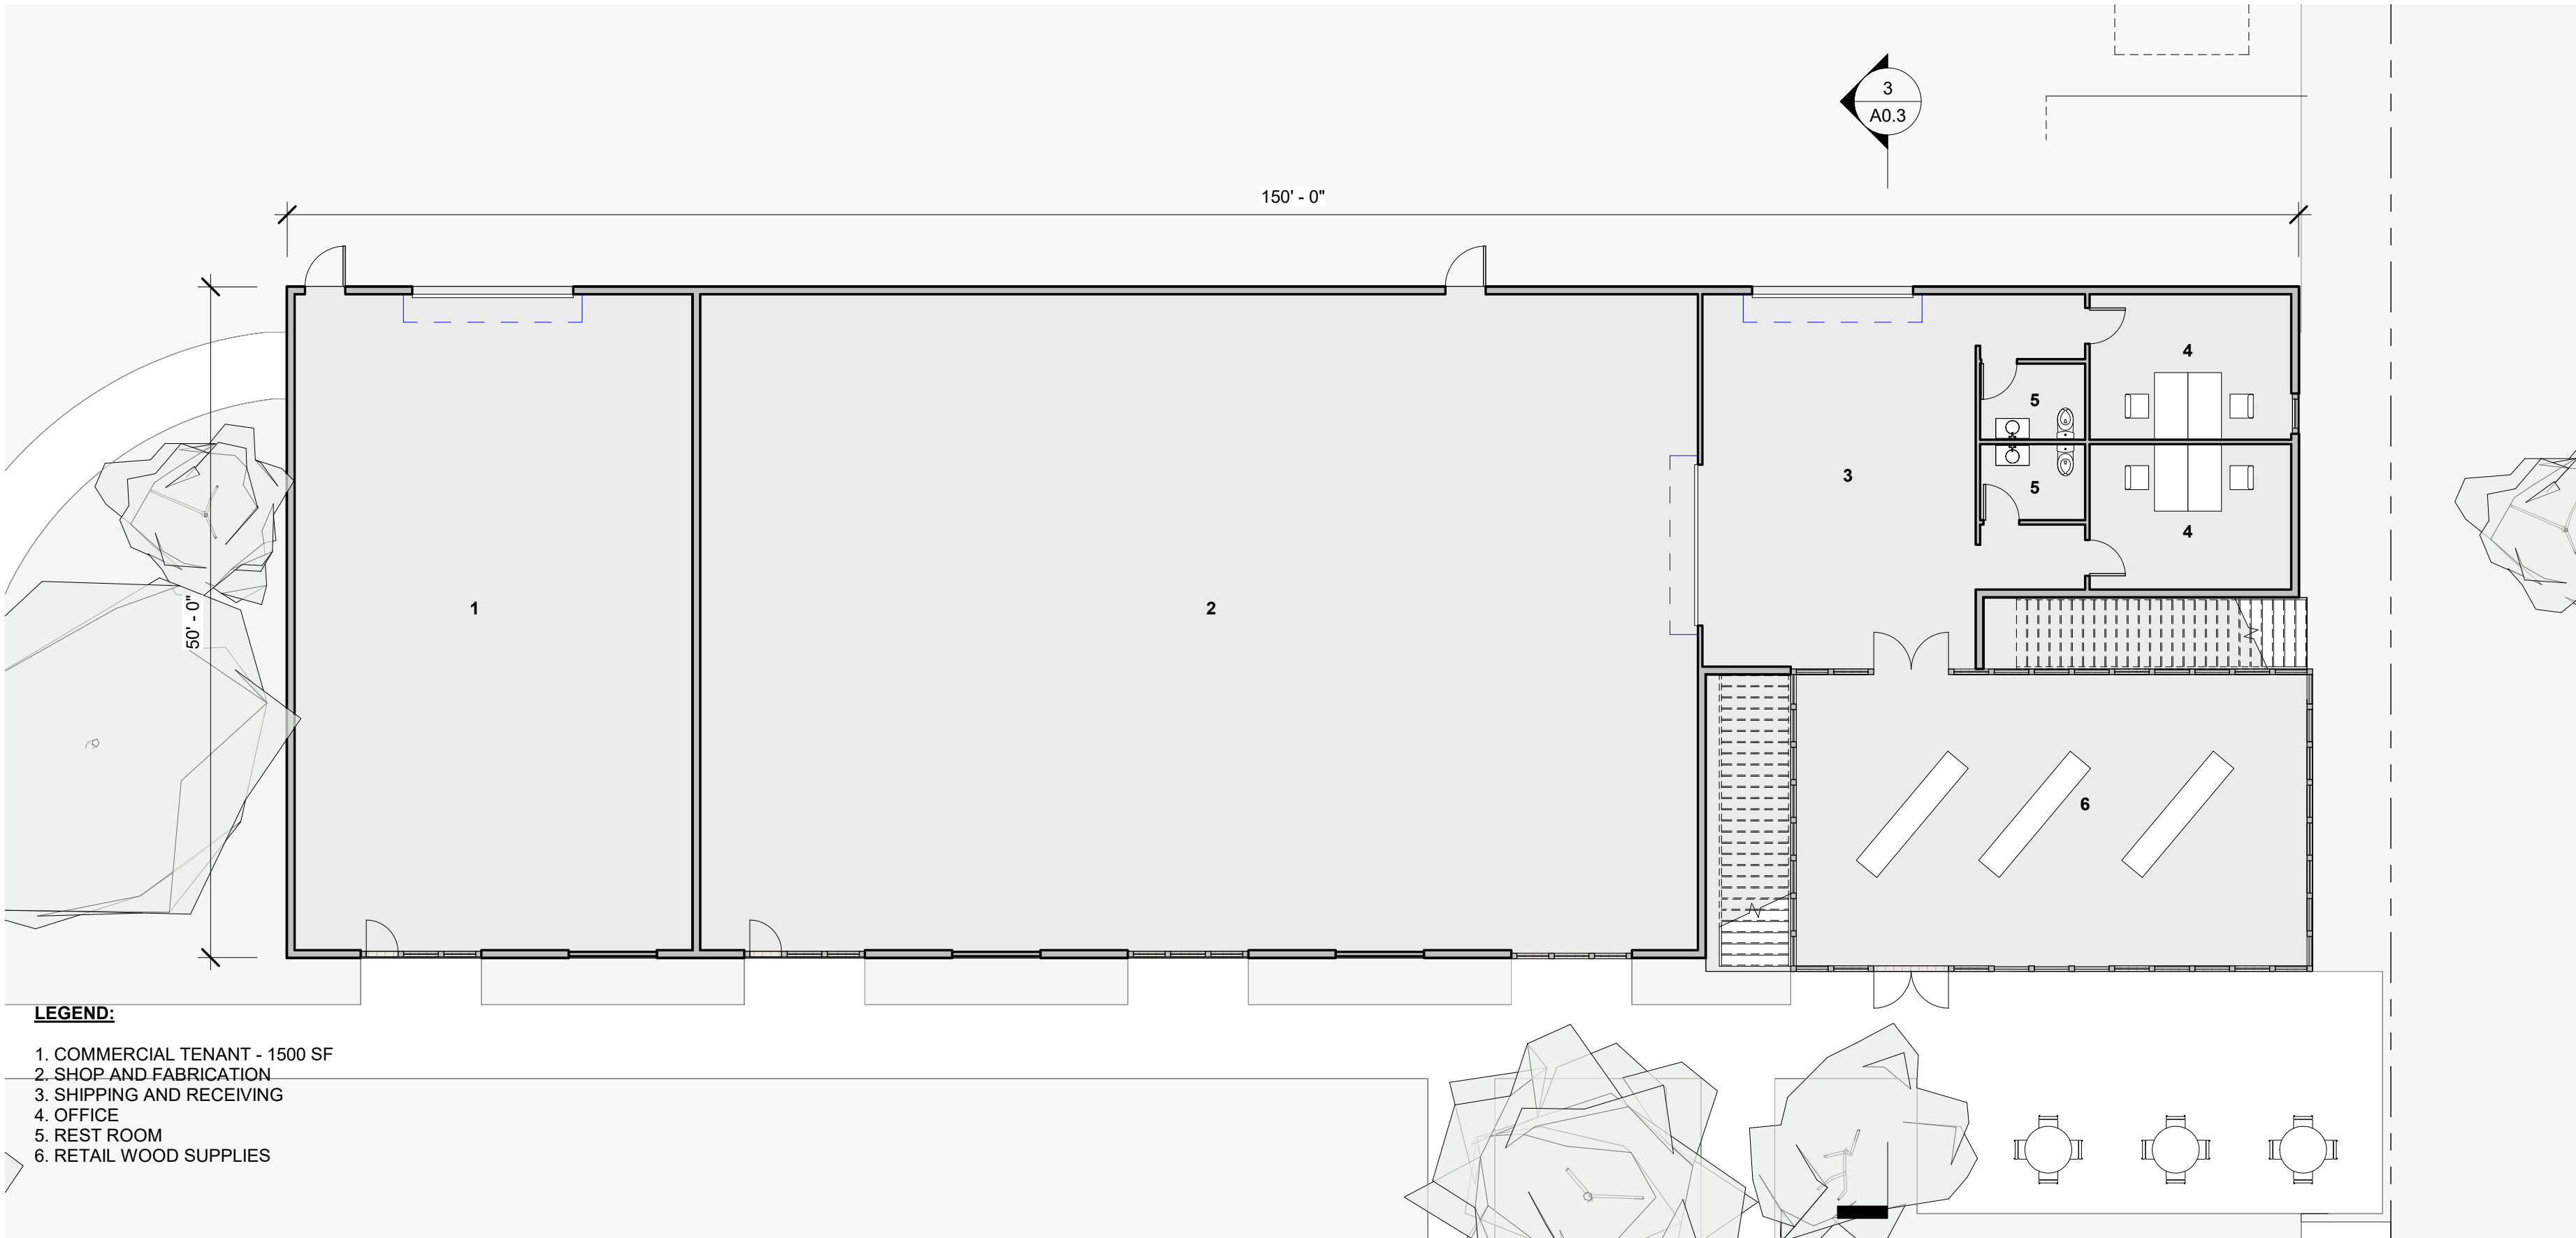 3
A0.3
150' - 0"
50' - 0"
1
2
3
4
5
5
4
6
LEGEND:
1. COMMERCIAL TENANT - 1500 SF
2. SHOP AND FABRICATION
3. SHIPPING AND RECEIVING
4. OFFICE
5. REST ROOM
6. RETAIL WOOD SUPPLIES